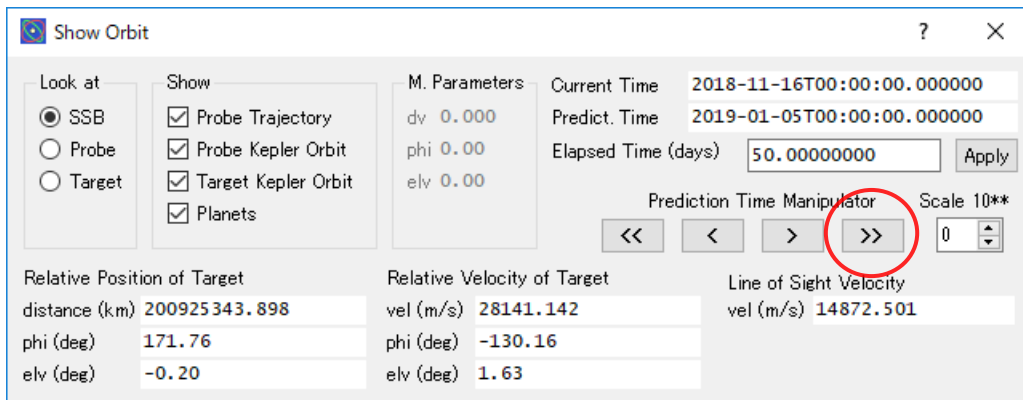 Show Orbit
?
Look at
SSB
Probe
Target
Show
Probe Trajectory
Probe Kepler Orbit
Target Kepler Orbit
Planets
M. Parameters
dv 0.000
phi 0.00
elv 0.00
Current Time 2018-11-16T00:00:00.000000
Predict. Time 2019-01-05T00:00:00.000000
Elapsed Time (days) 50.00000000 Apply
Prediction Time Manipulator Scale 10**
<< < > >> 0
Relative Position of Target
distance (km) 200925343.898
phi (deg) 171.76
elv (deg) -0.20
Relative Velocity of Target
vel (m/s) 28141.142
phi (deg) -130.16
elv (deg) 1.63
Line of Sight Velocity
vel (m/s) 14872.501